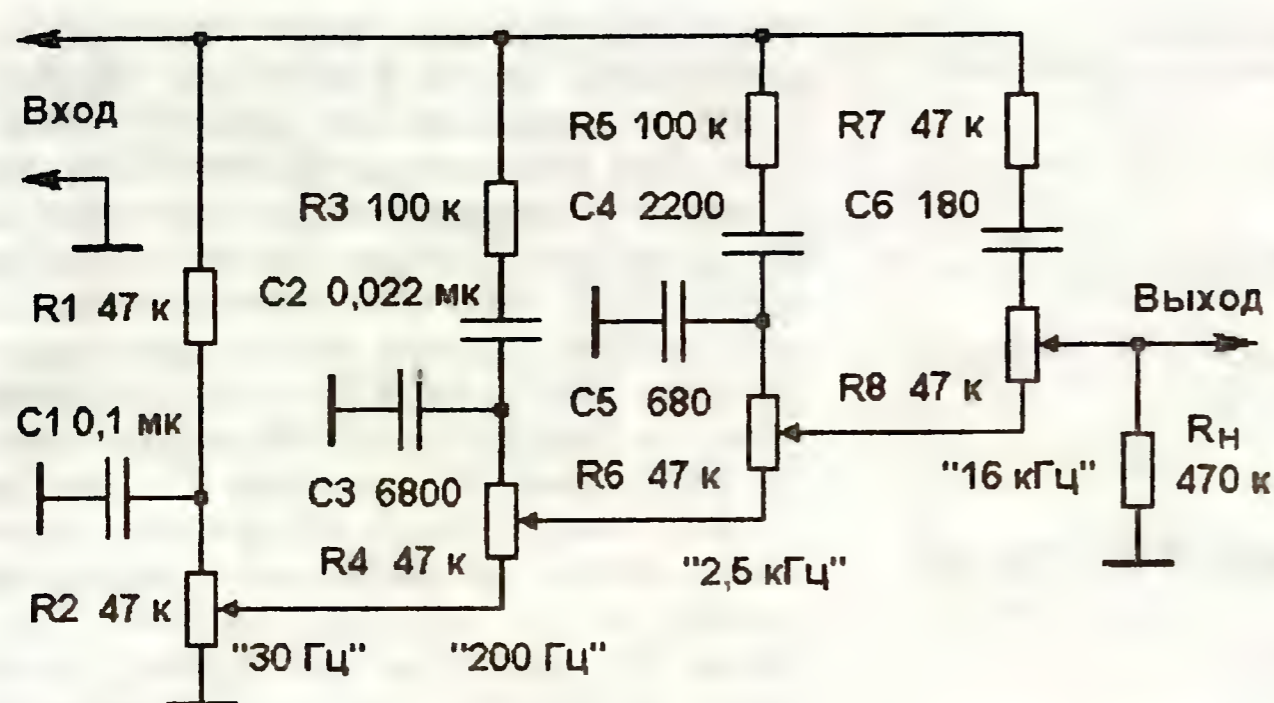 Вход
R5 100 к
R7 47 к
R3 100 к
C4 2200
C6 180
R1 47 к
C2 0,022 мк
Выход
C1 0,1 мк
C5 680
R8 47 к
C3 6800
R6 47 к
"16 кГц"
Rн
470 к
R4 47 к
"2,5 кГц"
R2 47 к
"30 Гц"
"200 Гц"